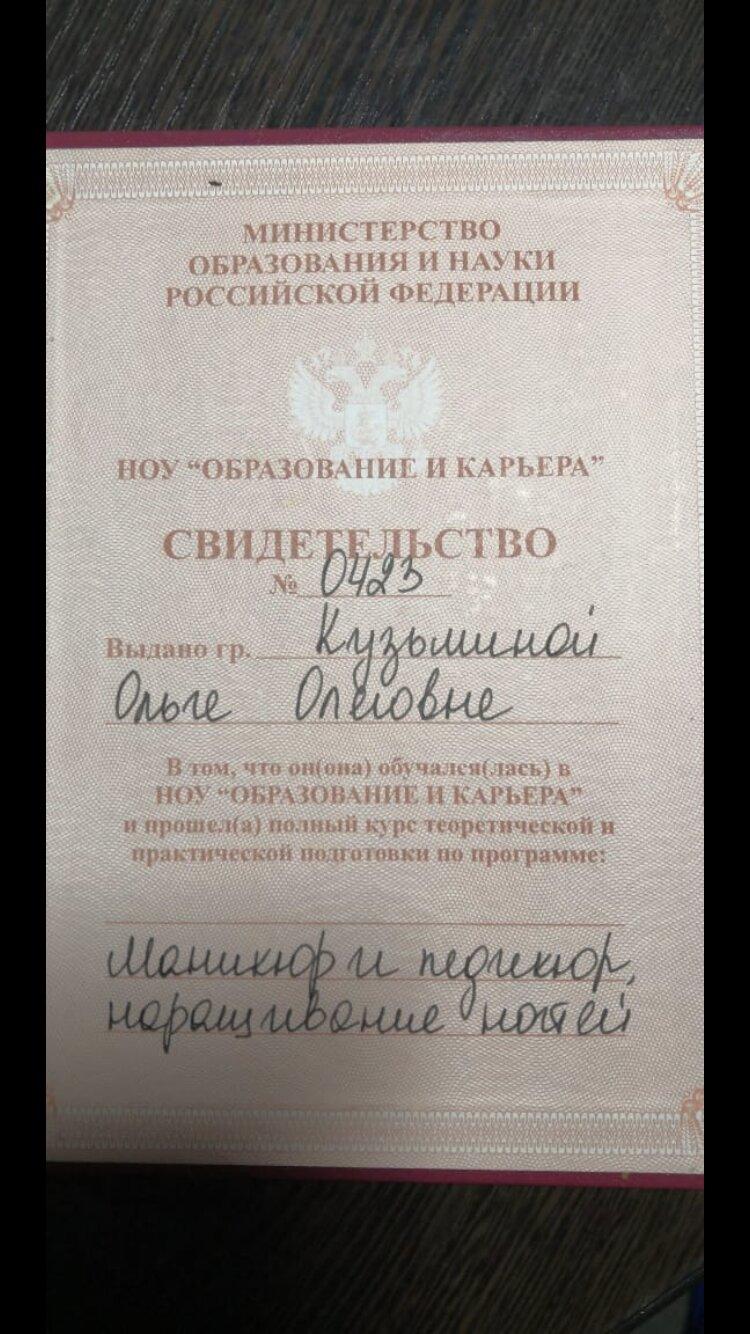 МИНИСТЕРСТВО
ОБРАЗОВАНИЯ И НАУКИ
РОССИЙСКОЙ ФЕДЕРАЦИИ
НОУ "ОБРАЗОВАНИЕ И КАРЬЕРА"
СВИДЕТЕЛЬСТВО
№ 0423
Выдано гр. Кузьминой
Ольге Олеговне
В том, что он(она) обучался(лась) в
НОУ "ОБРАЗОВАНИЕ И КАРЬЕРА"
и прошел(а) полный курс теоретической и
практической подготовки по программе:
Маникюр и педикюр,
наращивание ногтей